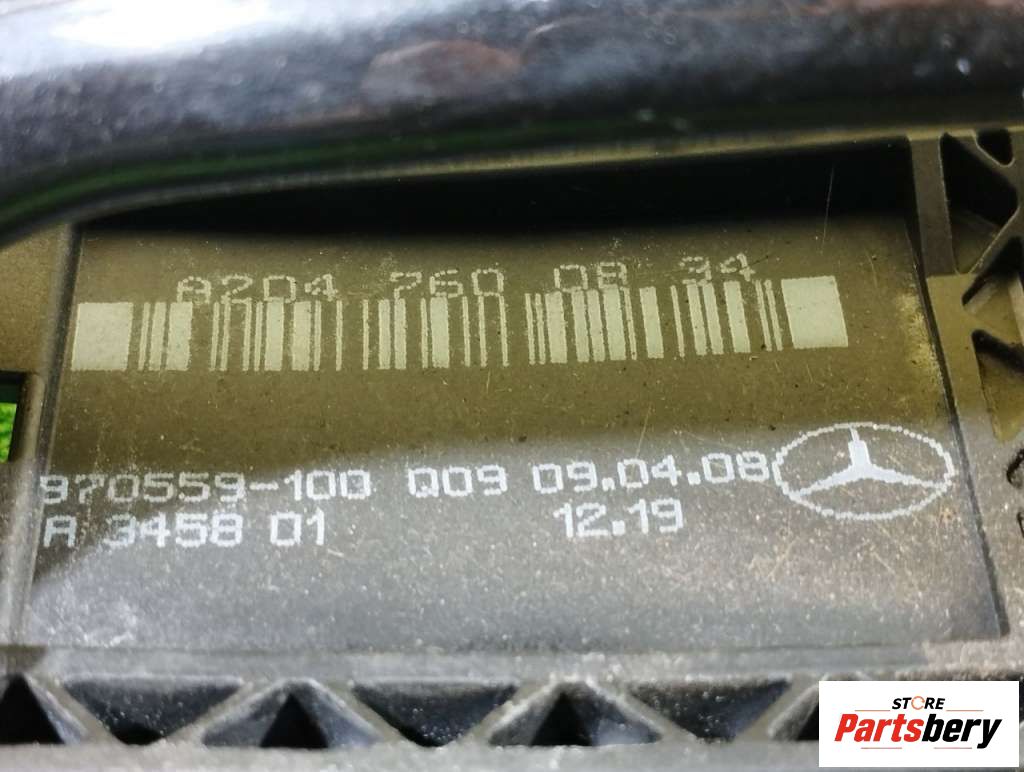 A204 760 08 34
970559-100 Q09 09.04.08
A 3458 01 12.19
STORE
Partsbery